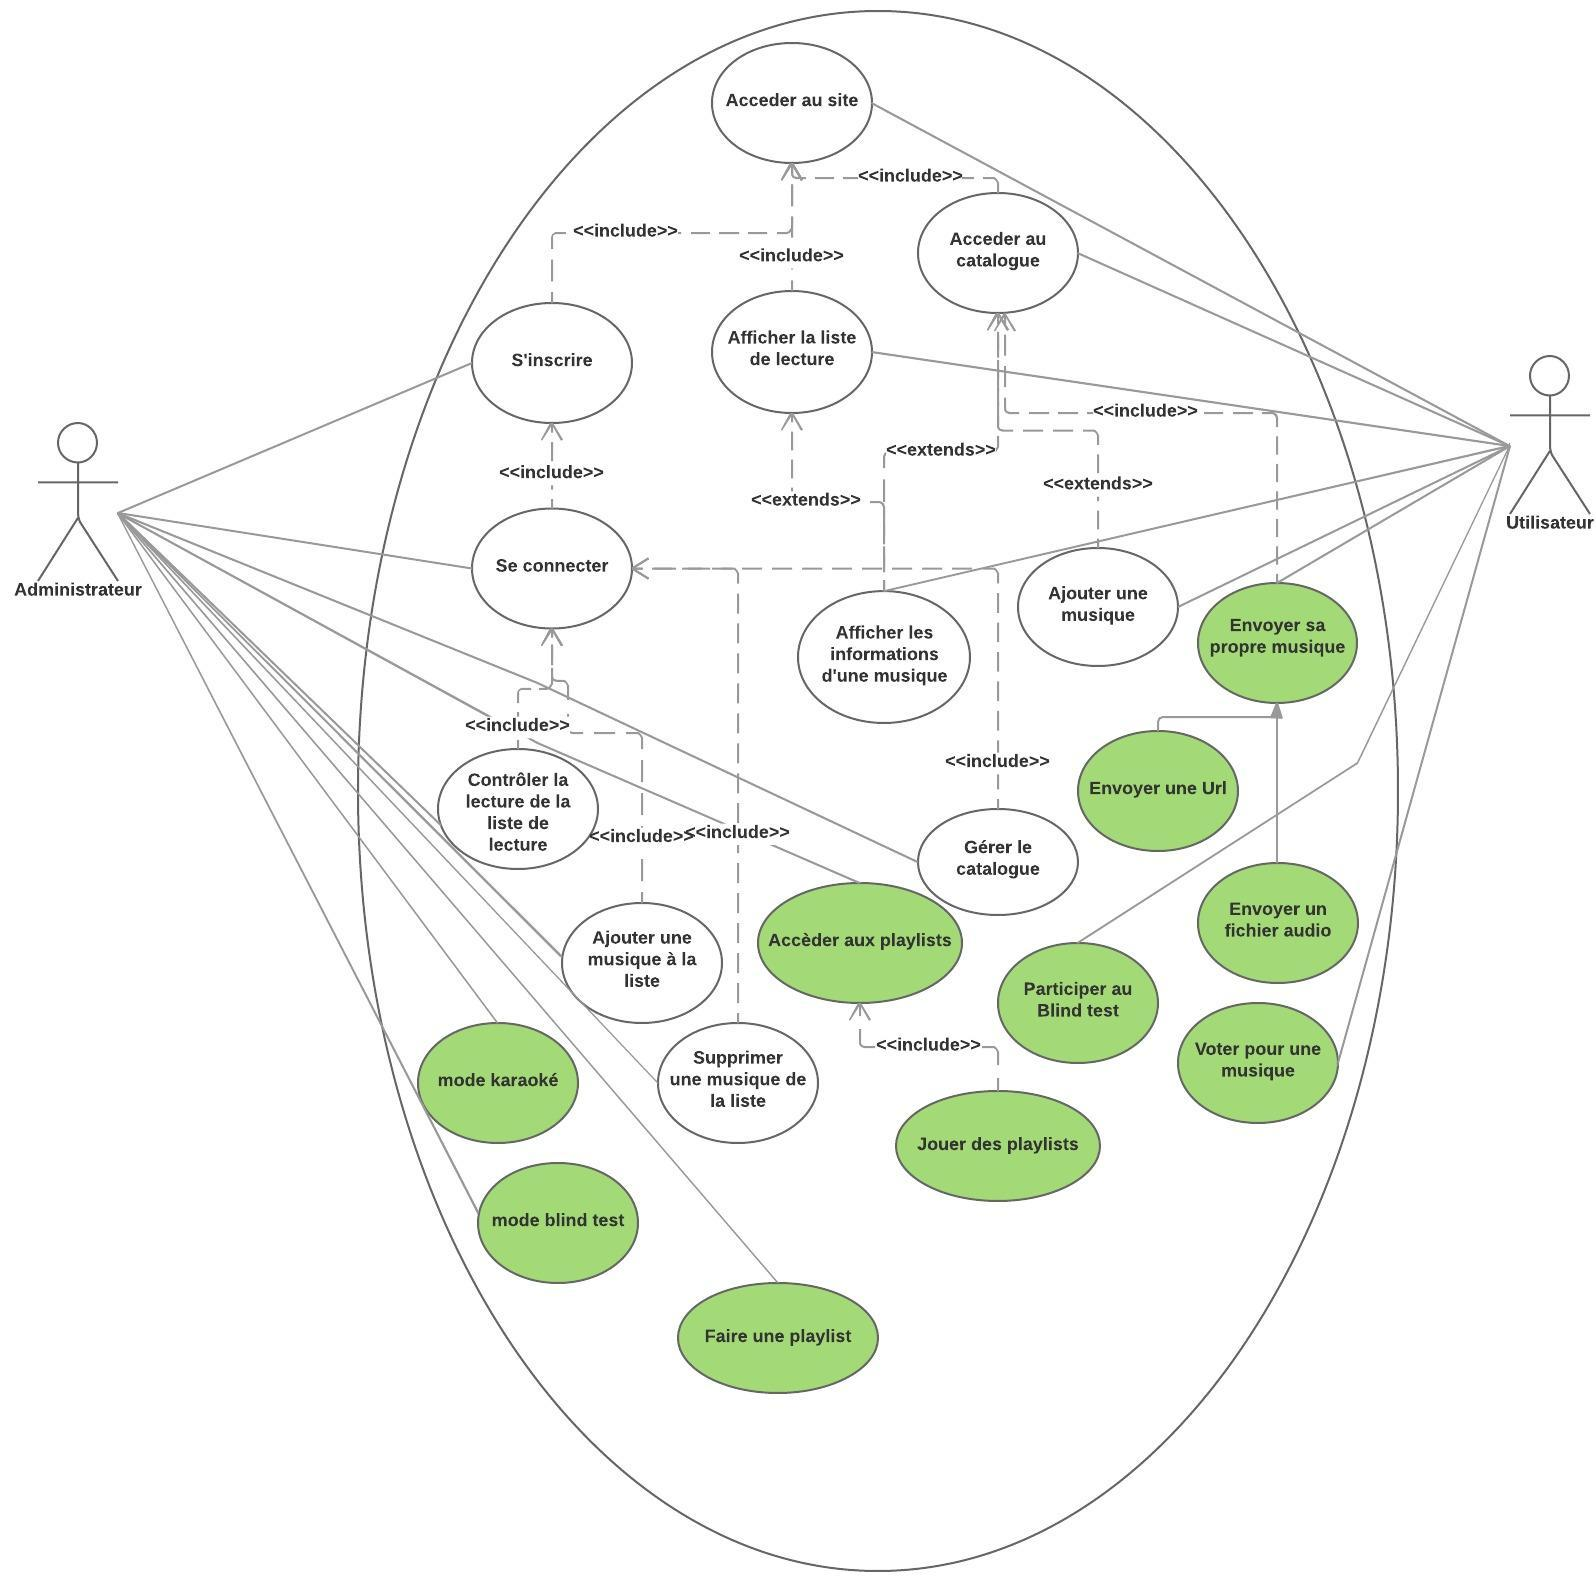 Acceder au site
<<include>>
Acceder au
catalogue
<<include>>
<<include>>
S'inscrire
Afficher la liste
de lecture
<<include>>
<<extends>>
<<include>>
<<extends>>
<<extends>>
Utilisateur
Administrateur
Se connecter
Afficher les
informations
d'une musique
Ajouter une
musique
Envoyer sa
propre musique
<<include>>
<<include>>
Envoyer une Url
Contrôler la
lecture de la
liste de
lecture
<<include>>
<<include>>
Gérer le
catalogue
Ajouter une
musique à la
liste
Accèder aux playlists
Envoyer un
fichier audio
Participer au
Blind test
<<include>>
Voter pour une
musique
mode karaoké
Supprimer
une musique de
la liste
Jouer des playlists
mode blind test
Faire une playlist